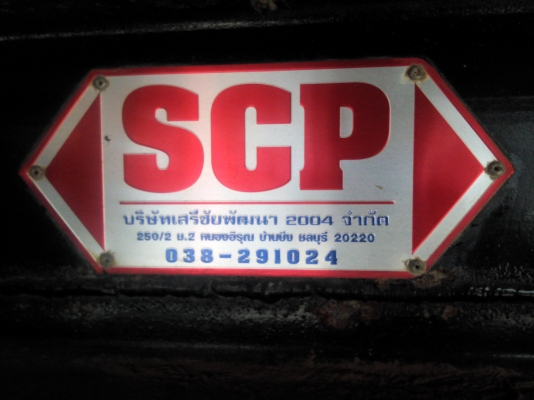 SCP
บริษัทเสรีชัยพัฒนา 2004 จำกัด
250/2 ม.2 หนองอิรุณ บ้านบึง ชลบุรี 20220
038-291024